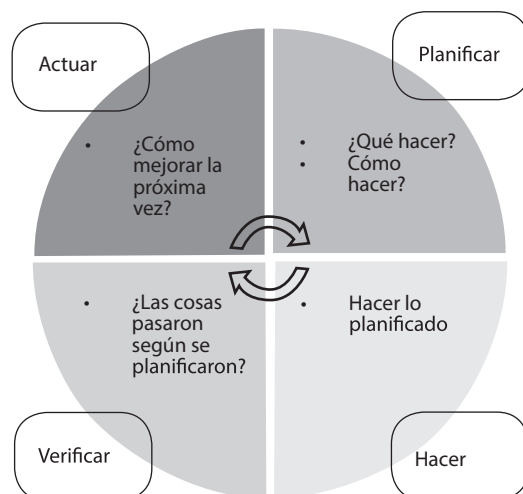 Actuar
Planificar
• ¿Cómo
mejorar la
próxima
vez?
• ¿Qué hacer?
• Cómo
hacer?
• ¿Las cosas
pasaron
según se
planificaron?
• Hacer lo
planificado
Verificar
Hacer